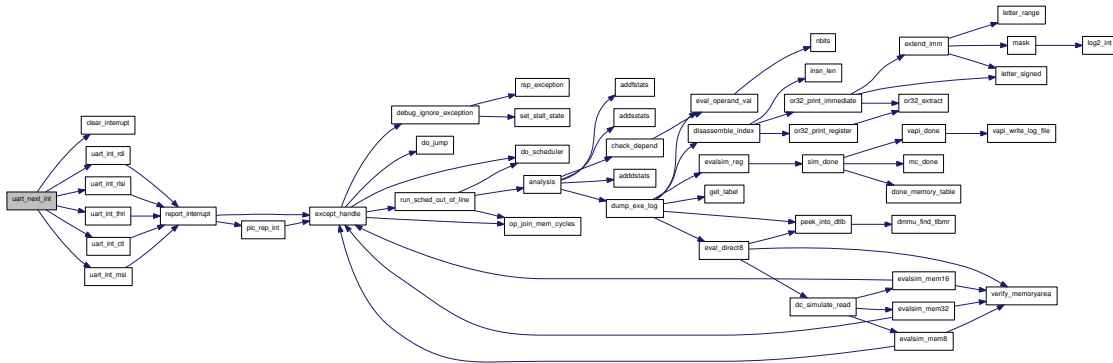 uart_next_int
clear_interrupt
uart_int_rdi
uart_int_rlsi
uart_int_thri
uart_int_cti
uart_int_msi
report_interrupt
pic_rep_int
except_handle
debug_ignore_exception
do_jump
run_sched_out_of_line
rsp_exception
set_stall_state
do_scheduler
analysis
op_join_mem_cycles
addfstats
addsstats
check_depend
adddstats
dump_exe_log
eval_operand_val
disassemble_index
evalsim_reg
get_label
eval_direct8
nbits
insn_len
or32_print_immediate
or32_print_register
sim_done
peek_into_dtlb
dc_simulate_read
extend_imm
or32_extract
vapi_done
mc_done
done_memory_table
dmmu_find_tlbmr
evalsim_mem16
evalsim_mem32
evalsim_mem8
letter_range
mask
letter_signed
vapi_write_log_file
verify_memoryarea
log2_int